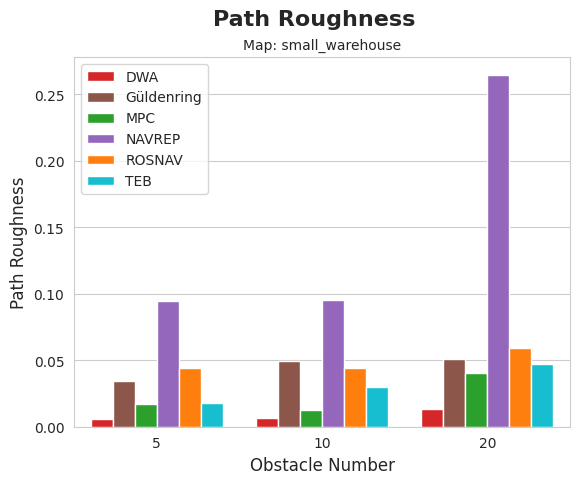 Path Roughness
Map: small_warehouse
DWA
Güldenring
MPC
NAVREP
ROSNAV
TEB
Path Roughness
0.25
0.20
0.15
0.10
0.05
0.00
5 10 20
Obstacle Number